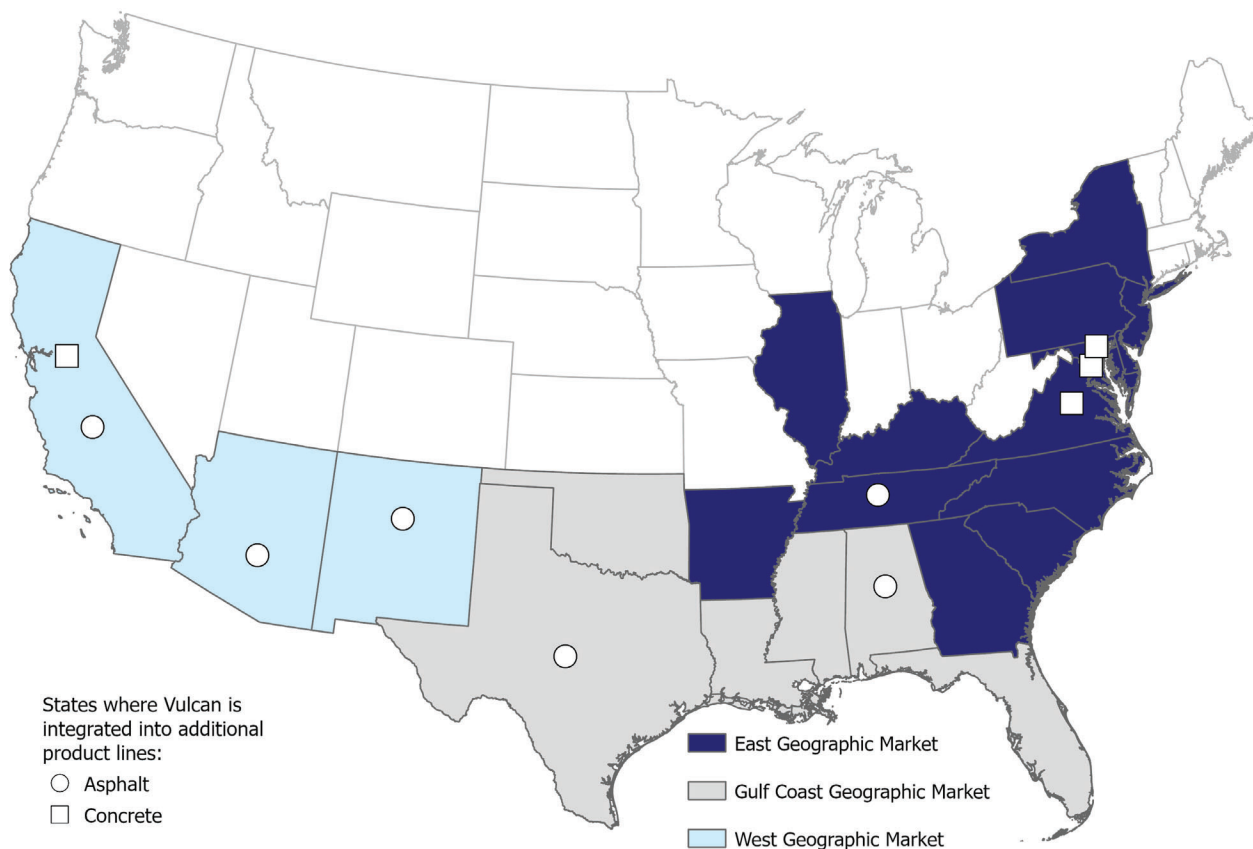 States where Vulcan is
integrated into additional
product lines:
Asphalt
Concrete
East Geographic Market
Gulf Coast Geographic Market
West Geographic Market